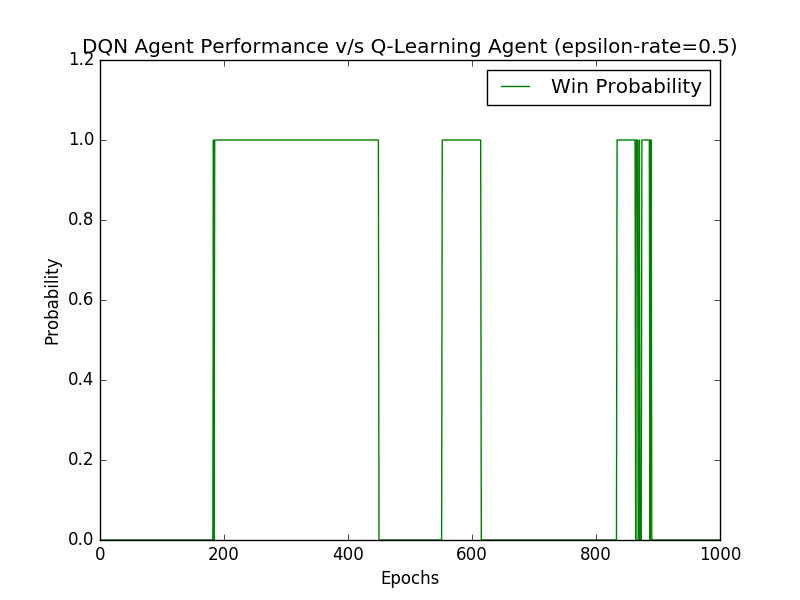 DQN Agent Performance v/s Q-Learning Agent (epsilon-rate=0.5)
Win Probability
1.2
1.0
0.8
0.6
0.4
0.2
0.0
Probability
0 200 400 600 800 1000
Epochs